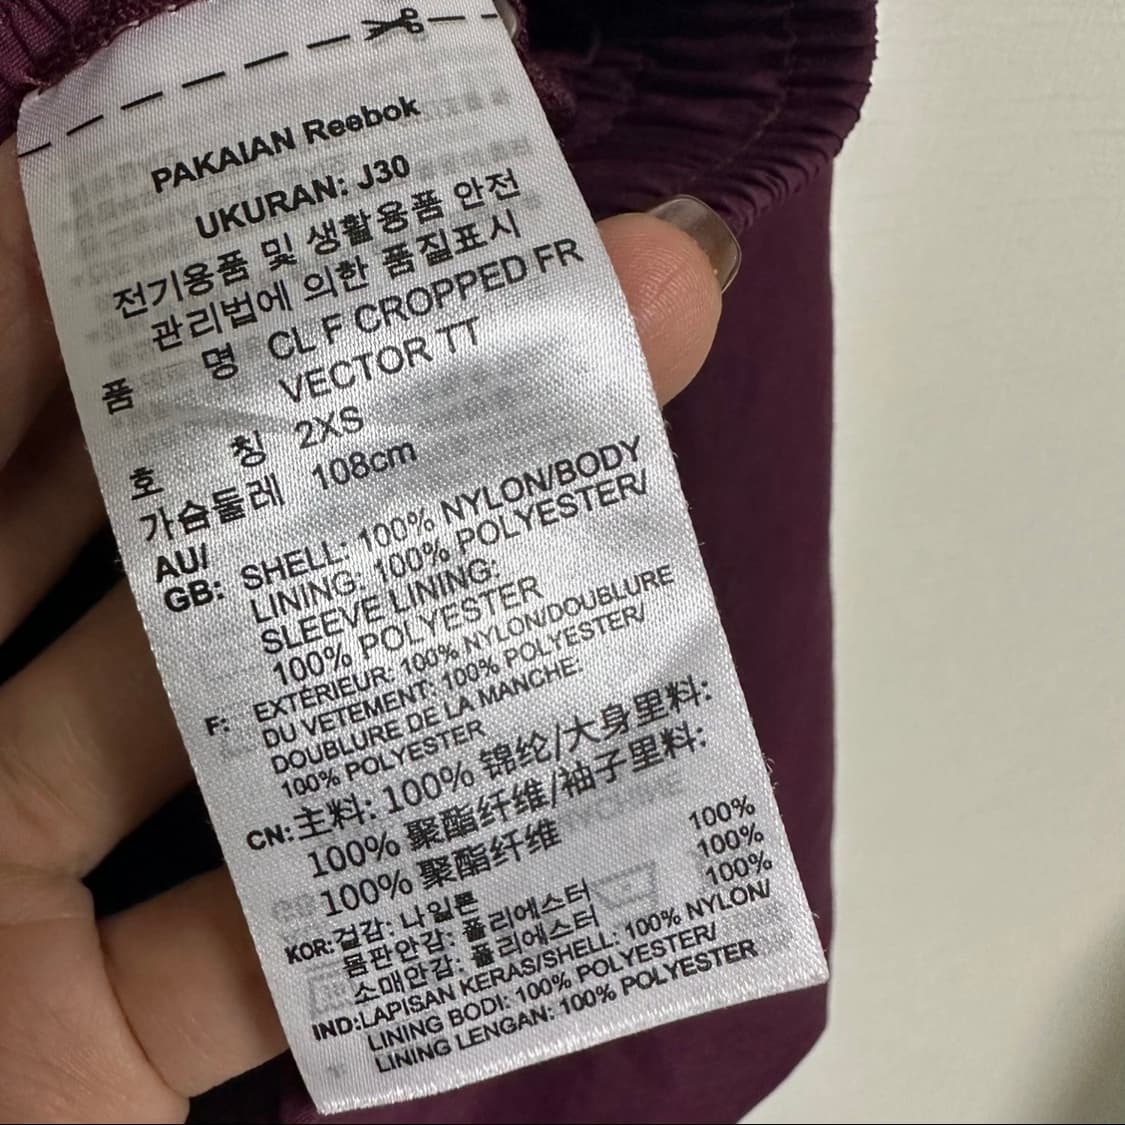 PAKAIAN Reebok
UKURAN: J30
전기용품 및 생활용품 안전
관리법에 의한 품질표시
품 명 CL F CROPPED FR
VECTOR TT
호 칭 2XS
가슴둘레 108cm
AU/
GB: SHELL: 100% NYLON/BODY
LINING: 100% POLYESTER/
SLEEVE LINING:
100% POLYESTER
F: EXTÉRIEUR: 100% NYLON/DOUBLURE
DU VETEMENT: 100% POLYESTER/
DOUBLURE DE LA MANCHE:
100% POLYESTER
CN: 主料: 100% 锦纶/大身里料:
100% 聚酯纤维/袖子里料:
100% 聚酯纤维
KOR: 겉감: 나일론 100%
몸판안감: 폴리에스터 100%
소매안감: 폴리에스터 100%
IND: LAPISAN KERAS/SHELL: 100% NYLON/
LINING BODI: 100% POLYESTER/
LINING LENGAN: 100% POLYESTER